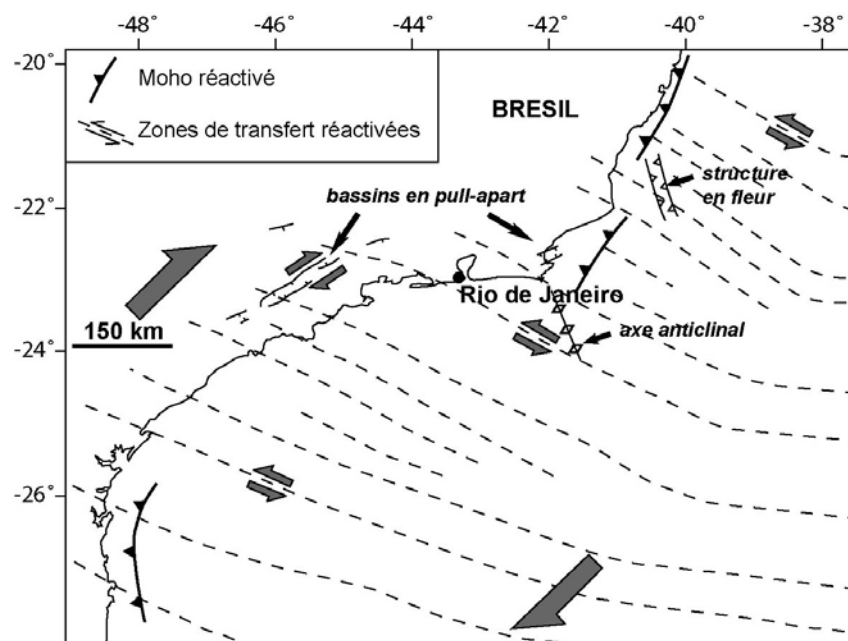 -48 -46 -44 -42 -40 -38
-20°
Moho réactivé
Zones de transfert réactivées
BRESIL
structure
en fleur
-22°
bassins en pull-apart
Rio de Janeiro
150 km
-24°
axe anticlinal
-26°